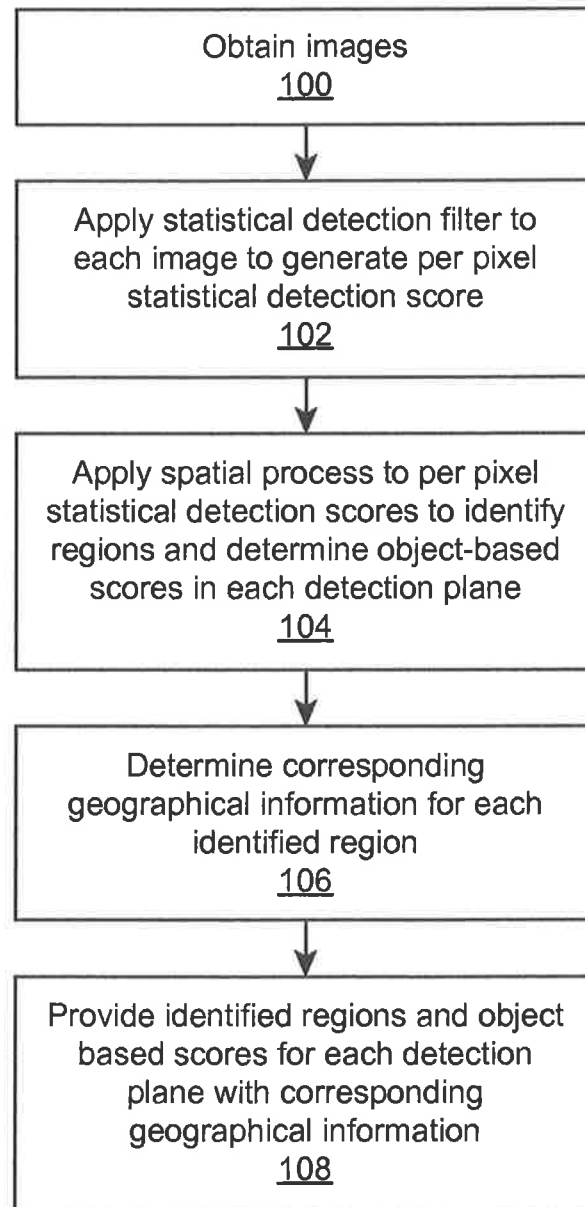 Obtain images
100
Apply statistical detection filter to
each image to generate per pixel
statistical detection score
102
Apply spatial process to per pixel
statistical detection scores to identify
regions and determine object-based
scores in each detection plane
104
Determine corresponding
geographical information for each
identified region
106
Provide identified regions and object
based scores for each detection
plane with corresponding
geographical information
108